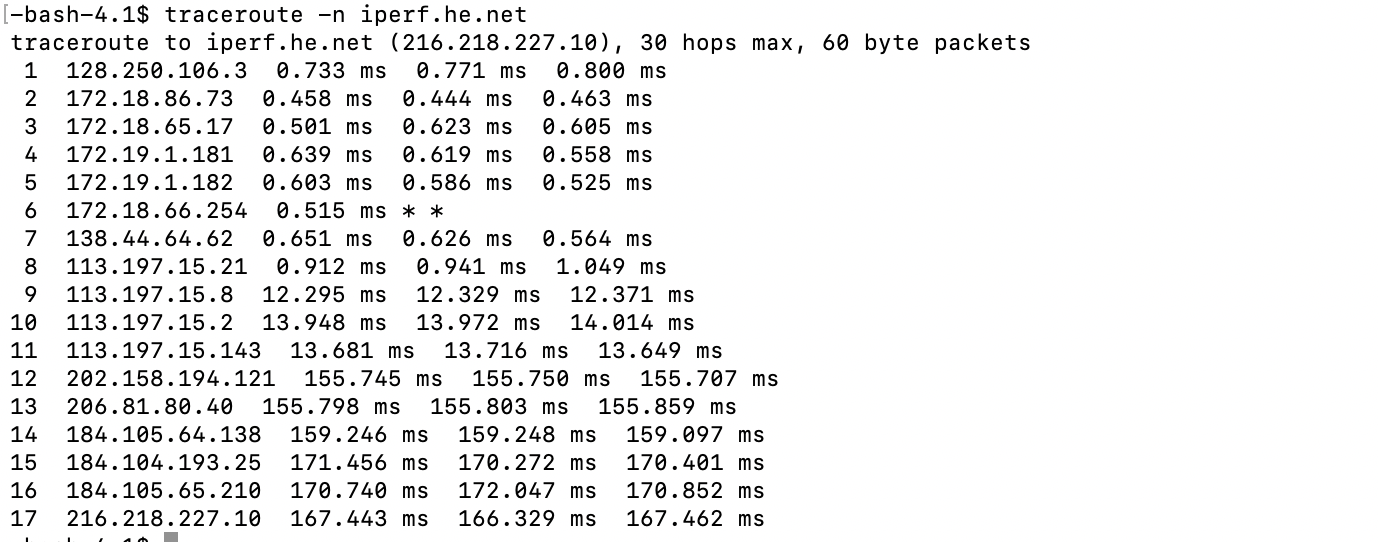 [-bash-4.1$ traceroute -n iperf.he.net
traceroute to iperf.he.net (216.218.227.10), 30 hops max, 60 byte packets
1 128.250.106.3 0.733 ms 0.771 ms 0.800 ms
2 172.18.86.73 0.458 ms 0.444 ms 0.463 ms
3 172.18.65.17 0.501 ms 0.623 ms 0.605 ms
4 172.19.1.181 0.639 ms 0.619 ms 0.558 ms
5 172.19.1.182 0.603 ms 0.586 ms 0.525 ms
6 172.18.66.254 0.515 ms * *
7 138.44.64.62 0.651 ms 0.626 ms 0.564 ms
8 113.197.15.21 0.912 ms 0.941 ms 1.049 ms
9 113.197.15.8 12.295 ms 12.329 ms 12.371 ms
10 113.197.15.2 13.948 ms 13.972 ms 14.014 ms
11 113.197.15.143 13.681 ms 13.716 ms 13.649 ms
12 202.158.194.121 155.745 ms 155.750 ms 155.707 ms
13 206.81.80.40 155.798 ms 155.803 ms 155.859 ms
14 184.105.64.138 159.246 ms 159.248 ms 159.097 ms
15 184.104.193.25 171.456 ms 170.272 ms 170.401 ms
16 184.105.65.210 170.740 ms 172.047 ms 170.852 ms
17 216.218.227.10 167.443 ms 166.329 ms 167.462 ms
-bash-4.1$